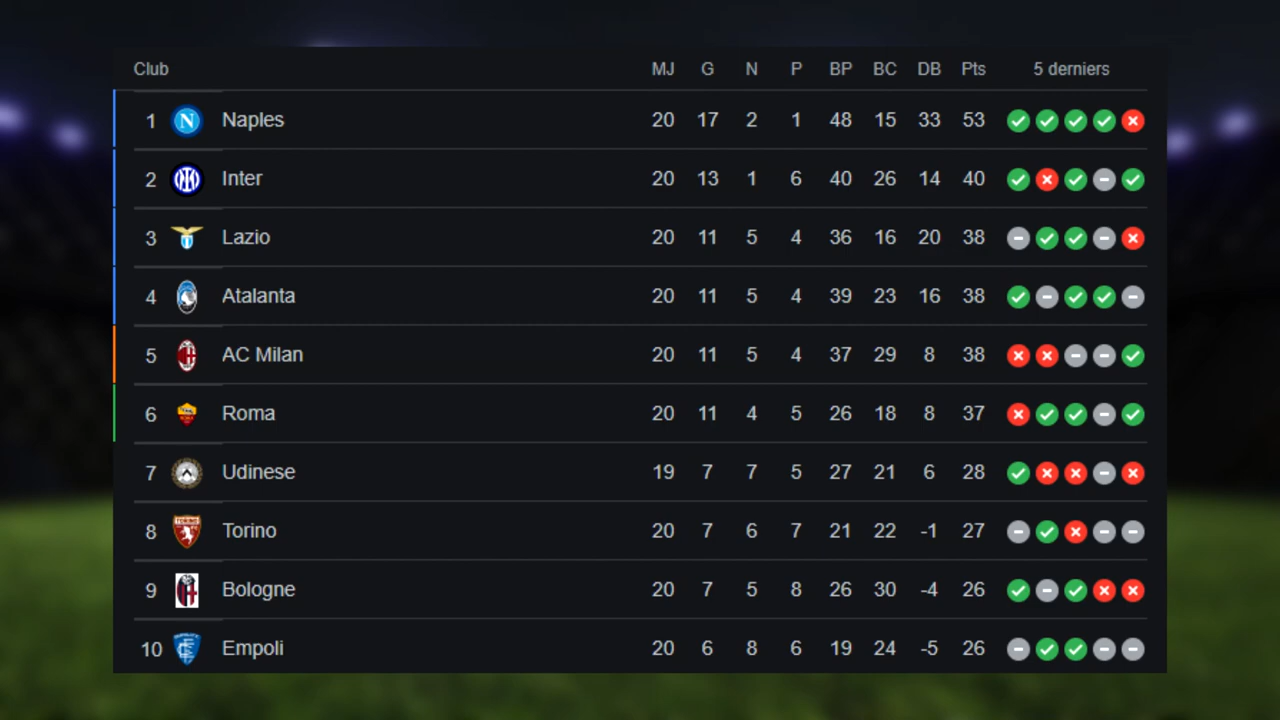 Club MJ G N P BP BC DB Pts 5 derniers
1 N Naples 20 17 2 1 48 15 33 53
2 Inter 20 13 1 6 40 26 14 40
3 Lazio 20 11 5 4 36 16 20 38
4 Atalanta 20 11 5 4 39 23 16 38
5 AC Milan 20 11 5 4 37 29 8 38
6 Roma 20 11 4 5 26 18 8 37
7 Udinese 19 7 7 5 27 21 6 28
8 TORINO Torino 20 7 6 7 21 22 -1 27
9 Bologne 20 7 5 8 26 30 -4 26
10 Empoli 20 6 8 6 19 24 -5 26